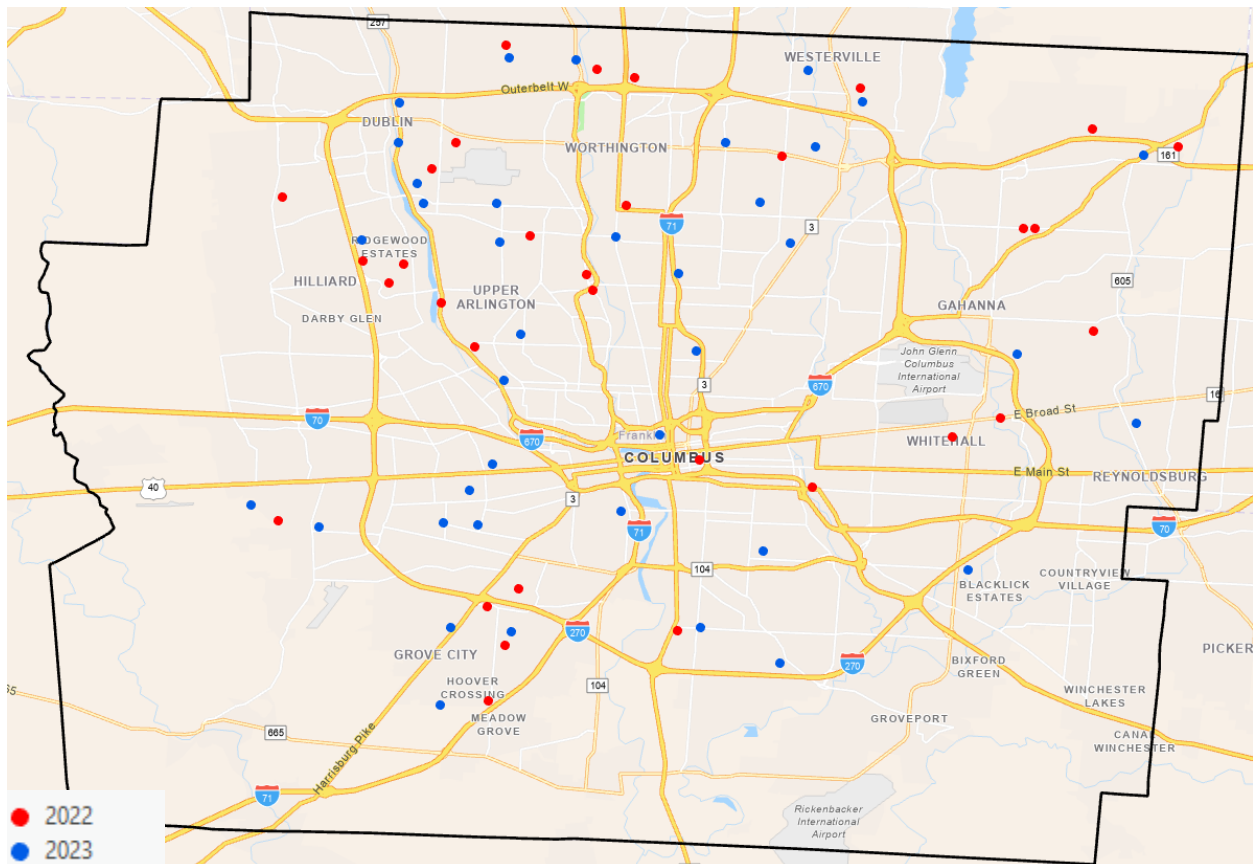 257
WESTERVILLE
Outerbelt W
DUBLIN
WORTHINGTON
161
71
3
RIDGEWOOD
ESTATES
HILLIARD
UPPER
ARLINGTON
605
GAHANNA
DARBY GLEN
John Glenn
Columbus
International
Airport
3
670
16
70
E Broad St
670
Frankl
WHITEHALL
COLUMBUS
E Main St
REYNOLDSBURG
40
3
71
70
104
COUNTRYVIEW
VILLAGE
BLACKLICK
ESTATES
270
GROVE CITY
270
PICKER
BIXFORD
GREEN
HOOVER
CROSSING
104
WINCHESTER
LAKES
65
MEADOW
GROVE
GROVEPORT
665
CANAL
WINCHESTER
Harrisburg Pike
71
Rickenbacker
International
Airport
2022
2023